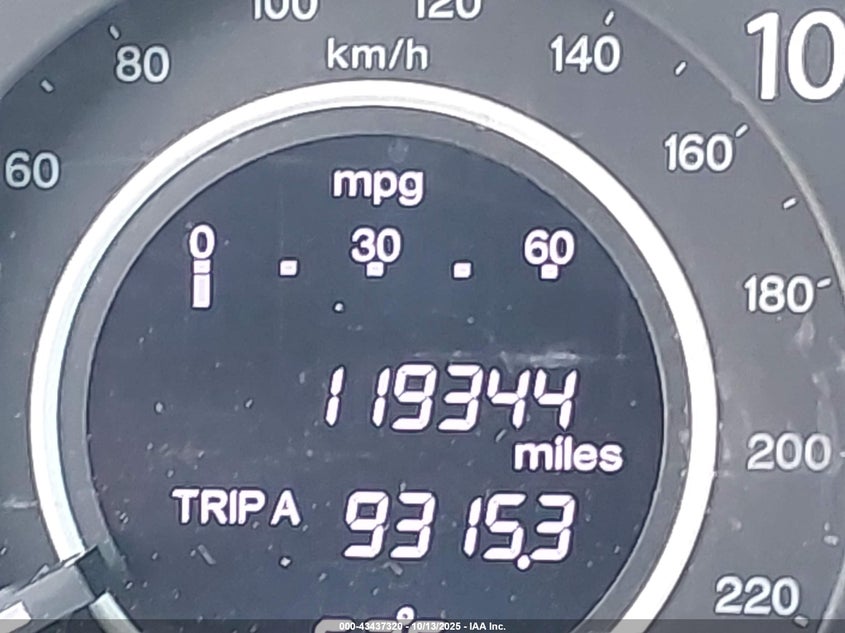 100 120
80 km/h 140 10
60 mpg 160
0 30 60
180
119344
miles 200
TRIP A 9315.3
220
000-43437320 - 10/13/2025 - IAA Inc.